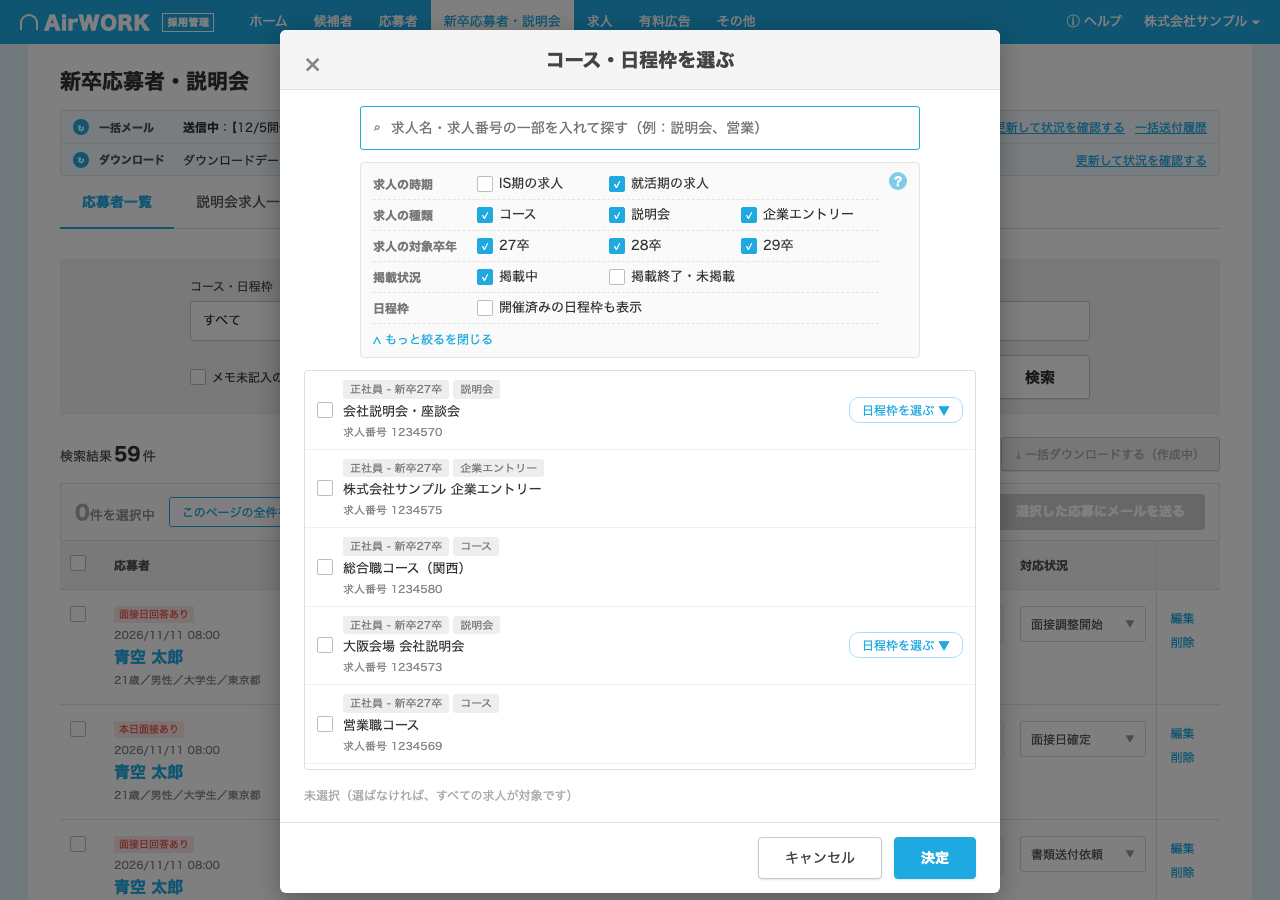 AirWORK 採用管理 ホーム 候補者 応募者 新卒応募者・説明会 求人 有料広告 その他 ヘルプ 株式会社サンプル
コース・日程枠を選ぶ
新卒応募者・説明会
求人名・求人番号の一部を入れて探す（例：説明会、営業）
一括メール 送信中：【12/5開
更新して状況を確認する 一括送付履歴
ダウンロード ダウンロードデー
更新して状況を確認する
応募者一覧 説明会求人一
求人の時期 IS期の求人 就活期の求人 ?
求人の種類 コース 説明会 企業エントリー
求人の対象卒年 27卒 28卒 29卒
掲載状況 掲載中 掲載終了・未掲載
日程枠 開催済みの日程枠も表示
もっと絞るを閉じる
コース・日程枠
すべて
メモ未記入の
検索
正社員 - 新卒27卒 説明会
会社説明会・座談会
求人番号 1234570
日程枠を選ぶ ▼
正社員 - 新卒27卒 企業エントリー
株式会社サンプル 企業エントリー
求人番号 1234575
正社員 - 新卒27卒 コース
総合職コース（関西）
求人番号 1234580
正社員 - 新卒27卒 説明会
大阪会場 会社説明会
求人番号 1234573
日程枠を選ぶ ▼
正社員 - 新卒27卒 コース
営業職コース
求人番号 1234569
未選択（選ばなければ、すべての求人が対象です）
キャンセル 決定
検索結果59件
↓一括ダウンロードする（作成中）
0件を選択中 このページの全件
選択した応募にメールを送る
応募者 対応状況
面接日回答あり
2026/11/11 08:00
青空 太郎
21歳／男性／大学生／東京都
面接調整開始 ▼
編集
削除
本日面接あり
2026/11/11 08:00
青空 太郎
21歳／男性／大学生／東京都
面接日確定 ▼
編集
削除
面接日回答あり
2026/11/11 08:00
青空 太郎
書類送付依頼 ▼
編集
削除